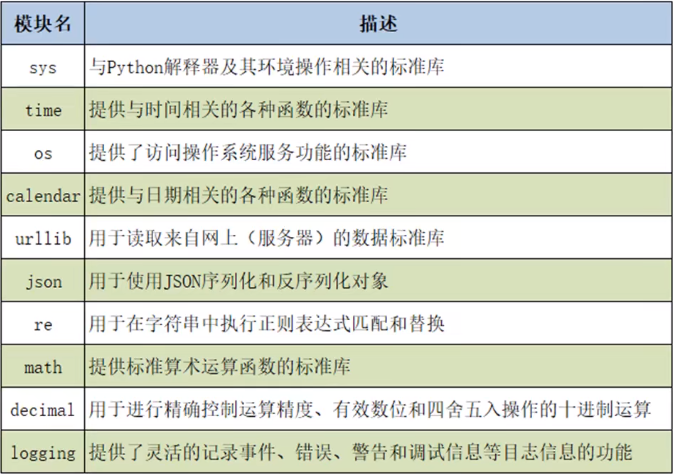 模块名 描述
sys 与Python解释器及其环境操作相关的标准库
time 提供与时间相关的各种函数的标准库
os 提供了访问操作系统服务功能的标准库
calendar 提供与日期相关的各种函数的标准库
urllib 用于读取来自网上（服务器）的数据标准库
json 用于使用JSON序列化和反序列化对象
re 用于在字符串中执行正则表达式匹配和替换
math 提供标准算术运算函数的标准库
decimal 用于进行精确控制运算精度、有效数位和四舍五入操作的十进制运算
logging 提供了灵活的记录事件、错误、警告和调试信息等目志信息的功能